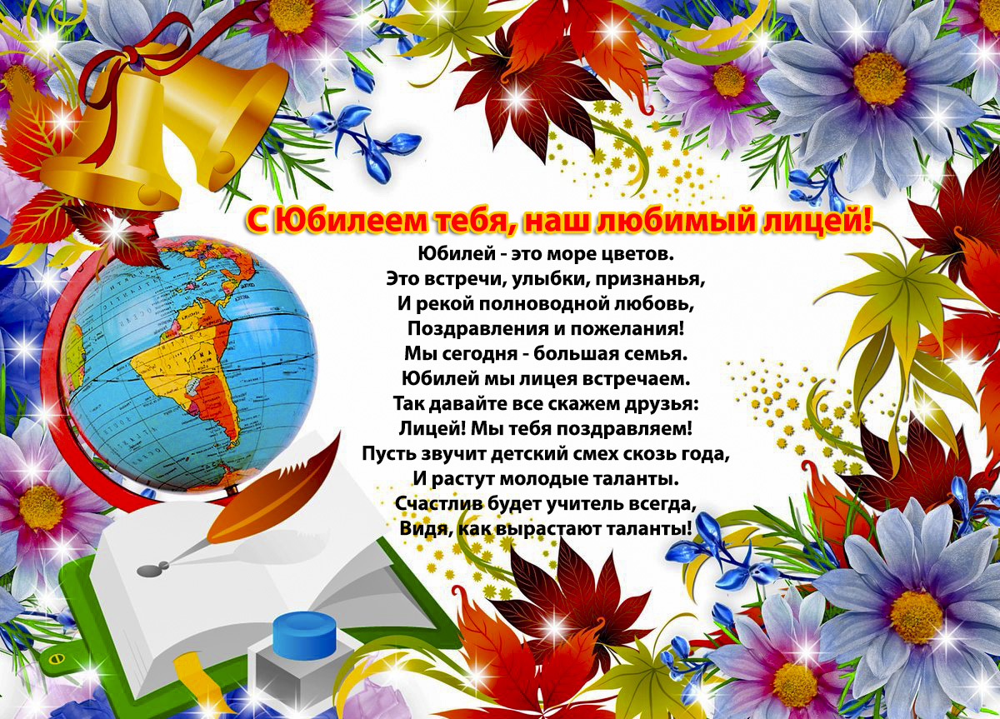 С Юбилеем тебя, наш любимый лицей!
Юбилей - это море цветов.
Это встречи, улыбки, признанья,
И рекой полноводной любовь,
Поздравления и пожелания!
Мы сегодня - большая семья.
Юбилей мы лицея встречаем.
Так давайте все скажем друзья:
Лицей! Мы тебя поздравляем!
Пусть звучит детский смех скозь года,
И растут молодые таланты.
Счастлив будет учитель всегда,
Видя, как вырастают таланты!